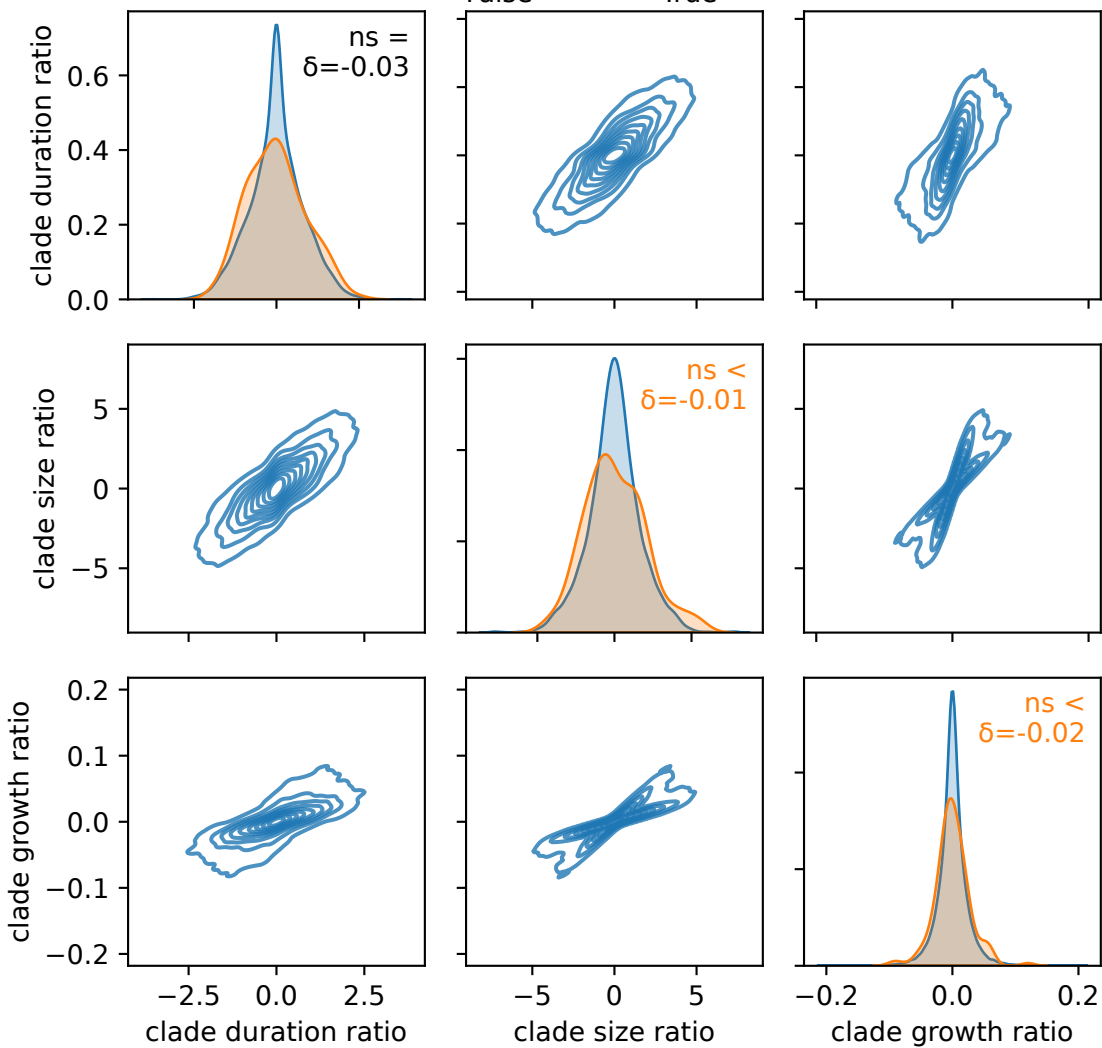 clade duration ratio
0.6
0.4
0.2
0.0
ns =
δ=-0.03
clade size ratio
5
0
−5
ns <
δ=-0.01
clade growth ratio
0.2
0.1
0.0
−0.1
−0.2
ns <
δ=-0.02
−2.5 0.0 2.5
−5 0 5
−0.2 0.0 0.2
clade duration ratio
clade size ratio
clade growth ratio